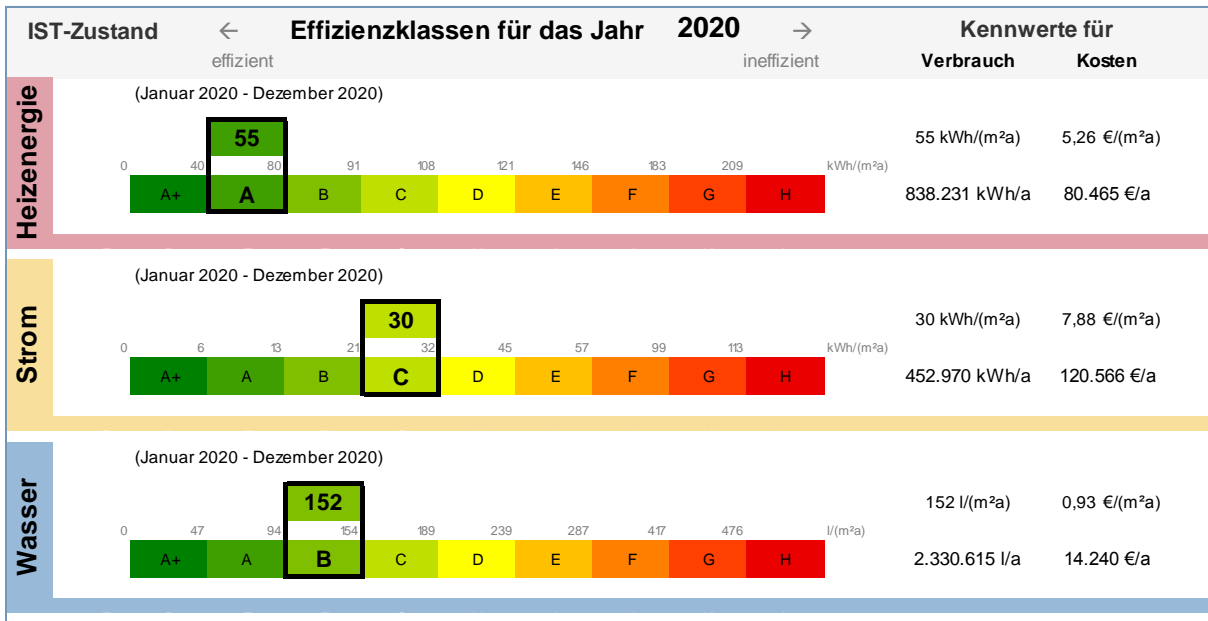 IST-Zustand ← Effizienzklassen für das Jahr 2020 → Kennwerte für
effizient ineffizient Verbrauch Kosten
Heizenergie
(Januar 2020 - Dezember 2020)
55 55 kWh/(m²a) 5,26 €/(m²a)
0 40 80 91 108 121 146 183 209 kWh/(m²a)
A+ A B C D E F G H 838.231 kWh/a 80.465 €/a
Strom
(Januar 2020 - Dezember 2020)
30 30 kWh/(m²a) 7,88 €/(m²a)
0 6 13 21 32 45 57 99 113 kWh/(m²a)
A+ A B C D E F G H 452.970 kWh/a 120.566 €/a
Wasser
(Januar 2020 - Dezember 2020)
152 152 l/(m²a) 0,93 €/(m²a)
0 47 94 154 189 239 287 417 476 l/(m²a)
A+ A B C D E F G H 2.330.615 l/a 14.240 €/a